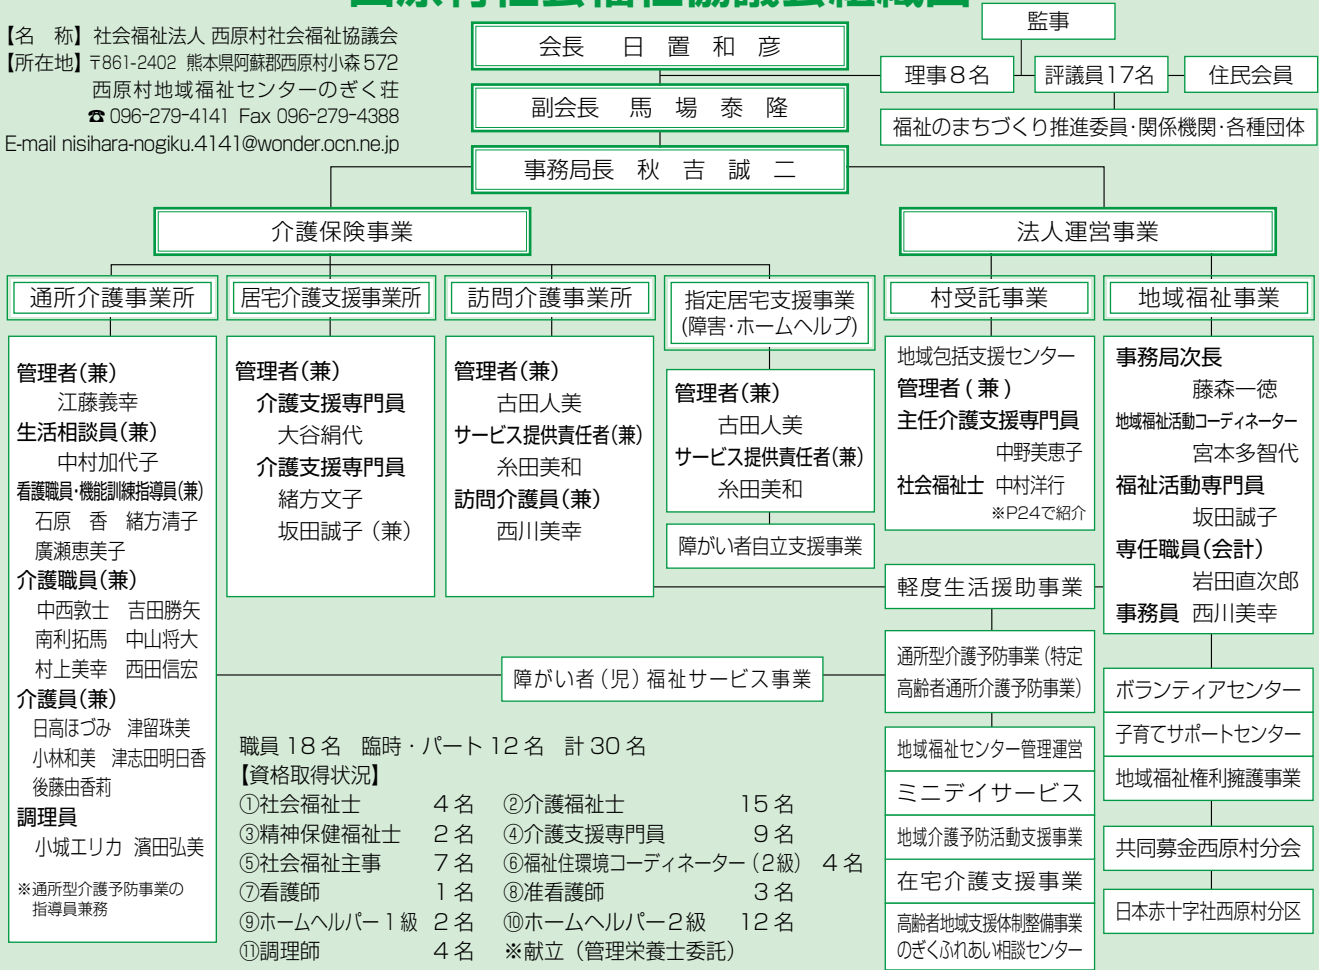 西原村社会福祉協議会組織図
【名　称】社会福祉法人 西原村社会福祉協議会
【所在地】〒861-2402 熊本県阿蘇郡西原村小森572
西原村地域福祉センターのぎく荘
☎ 096-279-4141 Fax 096-279-4388
E-mail nisihara-nogiku.4141@wonder.ocn.ne.jp
会長　日置和彦
副会長　馬場泰隆
事務局長　秋吉誠二
監事
理事8名
評議員17名
住民会員
福祉のまちづくり推進委員・関係機関・各種団体
介護保険事業
法人運営事業
通所介護事業所
管理者(兼)
江藤義幸
生活相談員(兼)
中村加代子
看護職員・機能訓練指導員(兼)
石原　香　緒方清子
廣瀬恵美子
介護職員(兼)
中西敦士　吉田勝矢
南利拓馬　中山将大
村上美幸　西田信宏
介護員(兼)
日高ほづみ　津留珠美
小林和美　津志田明日香
後藤由香莉
調理員
小城エリカ　濱田弘美
※通所型介護予防事業の
指導員兼務
居宅介護支援事業所
管理者(兼)
介護支援専門員
大谷絹代
介護支援専門員
緒方文子
坂田誠子（兼）
訪問介護事業所
管理者(兼)
古田人美
サービス提供責任者(兼)
糸田美和
訪問介護員(兼)
西川美幸
指定居宅支援事業
(障害・ホームヘルプ)
管理者(兼)
古田人美
サービス提供責任者(兼)
糸田美和
障がい者自立支援事業
村受託事業
地域包括支援センター
管理者(兼)
主任介護支援専門員
中野美恵子
社会福祉士 中村洋行
※P24で紹介
軽度生活援助事業
通所型介護予防事業(特定
高齢者通所介護予防事業)
障がい者(児)福祉サービス事業
地域福祉センター管理運営
ミニデイサービス
地域介護予防活動支援事業
在宅介護支援事業
高齢者地域支援体制整備事業
のぎくふれあい相談センター
地域福祉事業
事務局次長
藤森一徳
地域福祉活動コーディネーター
宮本多智代
福祉活動専門員
坂田誠子
専任職員(会計)
岩田直次郎
事務員 西川美幸
ボランティアセンター
子育てサポートセンター
地域福祉権利擁護事業
共同募金西原村分会
日本赤十字社西原村分区
職員18名　臨時・パート12名　計30名
【資格取得状況】
①社会福祉士　4名　②介護福祉士　15名
③精神保健福祉士　2名　④介護支援専門員　9名
⑤社会福祉主事　7名　⑥福祉住環境コーディネーター（2級）　4名
⑦看護師　1名　⑧准看護師　3名
⑨ホームヘルパー1級　2名　⑩ホームヘルパー2級　12名
⑪調理師　4名　※献立（管理栄養士委託）